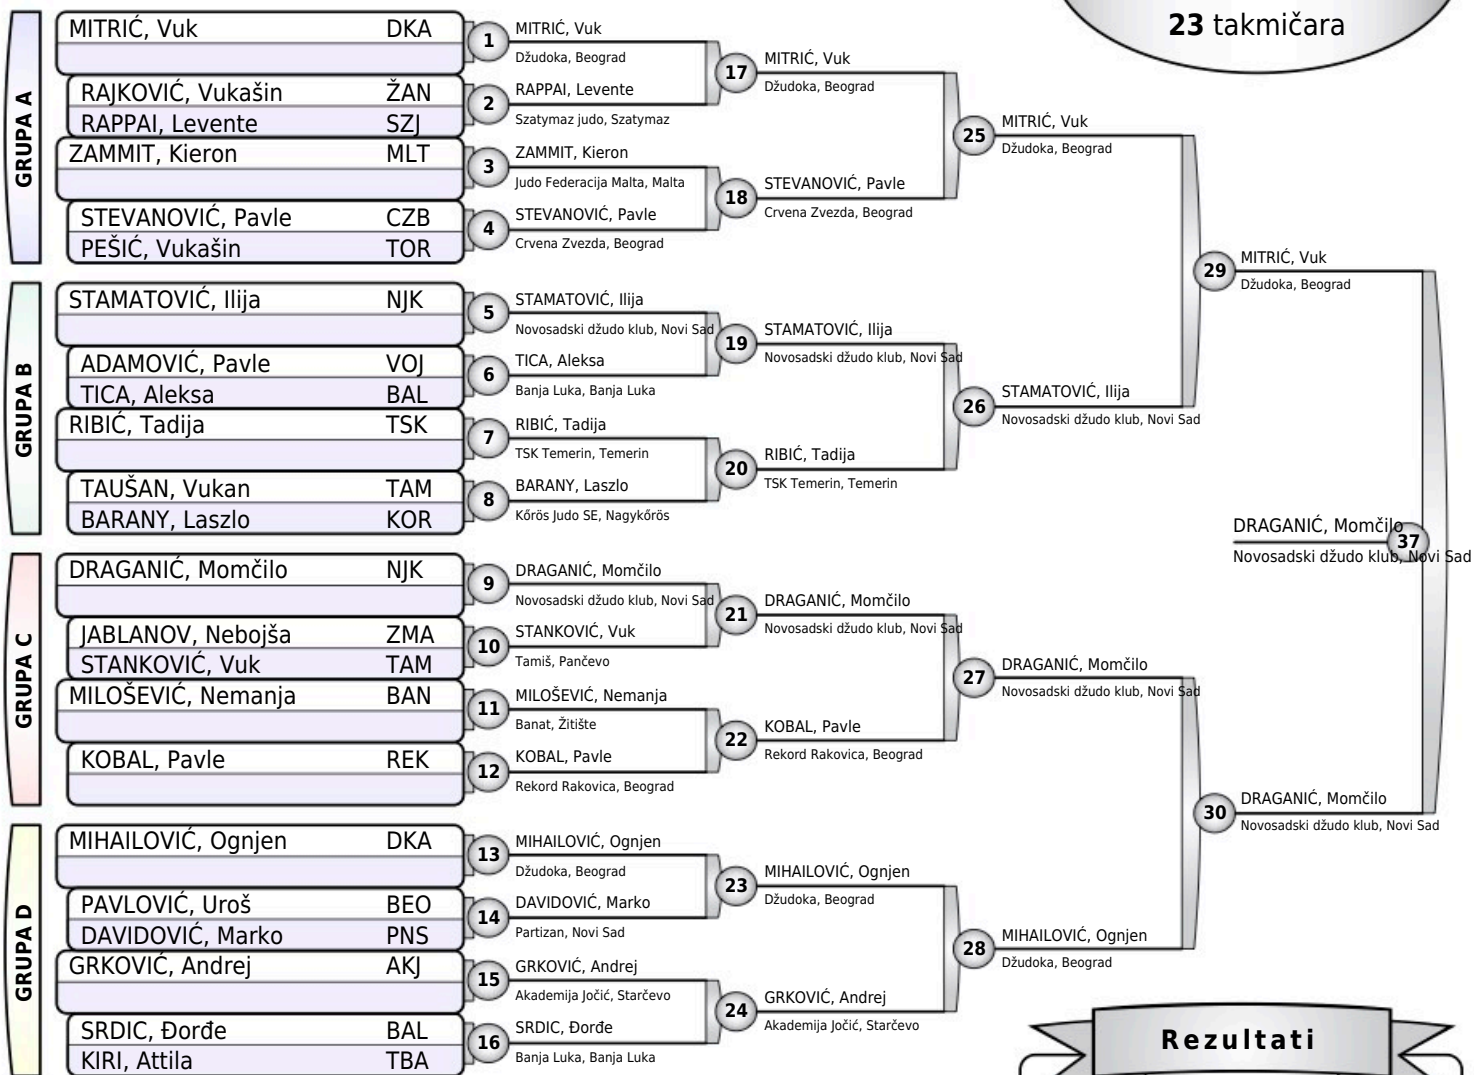 23 takmičara
GRUPA A
MITRIĆ, Vuk DKA
RAJKOVIĆ, Vukašin ŽAN
RAPPAI, Levente SZJ
ZAMMIT, Kieron MLT
STEVANOVIĆ, Pavle CZB
PEŠIĆ, Vukašin TOR
GRUPA B
STAMATOVIĆ, Ilija NJK
ADAMOVIĆ, Pavle VOJ
TICA, Aleksa BAL
RIBIĆ, Tadija TSK
TAUŠAN, Vukan TAM
BARANY, Laszlo KOR
GRUPA C
DRAGANIĆ, Momčilo NJK
JABLANOV, Nebojša ZMA
STANKOVIĆ, Vuk TAM
MILOŠEVIĆ, Nemanja BAN
KOBAL, Pavle REK
GRUPA D
MIHAILOVIĆ, Ognjen DKA
PAVLOVIĆ, Uroš BEO
DAVIDOVIĆ, Marko PNS
GRKOVIĆ, Andrej AKJ
SRDIC, Đorđe BAL
KIRI, Attila TBA
1 MITRIĆ, Vuk
Džudoka, Beograd
2 RAPPAI, Levente
Szatymaz judo, Szatymaz
3 ZAMMIT, Kieron
Judo Federacija Malta, Malta
4 STEVANOVIĆ, Pavle
Crvena Zvezda, Beograd
5 STAMATOVIĆ, Ilija
Novosadski džudo klub, Novi Sad
6 TICA, Aleksa
Banja Luka, Banja Luka
7 RIBIĆ, Tadija
TSK Temerin, Temerin
8 BARANY, Laszlo
Kőrös Judo SE, Nagykőrös
9 DRAGANIĆ, Momčilo
Novosadski džudo klub, Novi Sad
10 STANKOVIĆ, Vuk
Tamiš, Pančevo
11 MILOŠEVIĆ, Nemanja
Banat, Žitište
12 KOBAL, Pavle
Rekord Rakovica, Beograd
13 MIHAILOVIĆ, Ognjen
Džudoka, Beograd
14 DAVIDOVIĆ, Marko
Partizan, Novi Sad
15 GRKOVIĆ, Andrej
Akademija Jočić, Starčevo
16 SRDIC, Đorđe
Banja Luka, Banja Luka
17 MITRIĆ, Vuk
Džudoka, Beograd
18 STEVANOVIĆ, Pavle
Crvena Zvezda, Beograd
19 STAMATOVIĆ, Ilija
Novosadski džudo klub, Novi Sad
20 RIBIĆ, Tadija
TSK Temerin, Temerin
21 DRAGANIĆ, Momčilo
Novosadski džudo klub, Novi Sad
22 KOBAL, Pavle
Rekord Rakovica, Beograd
23 MIHAILOVIĆ, Ognjen
Džudoka, Beograd
24 GRKOVIĆ, Andrej
Akademija Jočić, Starčevo
25 MITRIĆ, Vuk
Džudoka, Beograd
26 STAMATOVIĆ, Ilija
Novosadski džudo klub, Novi Sad
27 DRAGANIĆ, Momčilo
Novosadski džudo klub, Novi Sad
28 MIHAILOVIĆ, Ognjen
Džudoka, Beograd
29 MITRIĆ, Vuk
Džudoka, Beograd
30 DRAGANIĆ, Momčilo
Novosadski džudo klub, Novi Sad
DRAGANIĆ, Momčilo 37
Novosadski džudo klub, Novi Sad
Rezultati